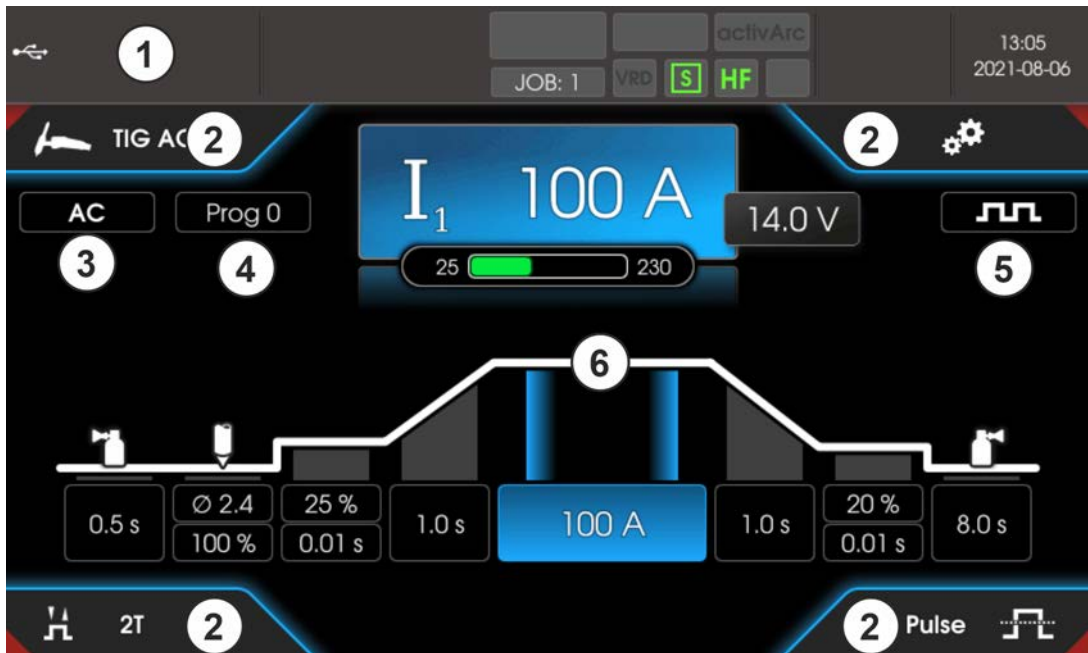 activArc
13:05
2021-08-06
1
JOB: 1
VRD
S
HF
TIG AC
2
2
AC
Prog 0
I1
100 A
14.0 V
3
4
25
230
5
6
0.5 s
Ø 2.4
100 %
25 %
0.01 s
1.0 s
100 A
1.0 s
20 %
0.01 s
8.0 s
2T
2
2
Pulse